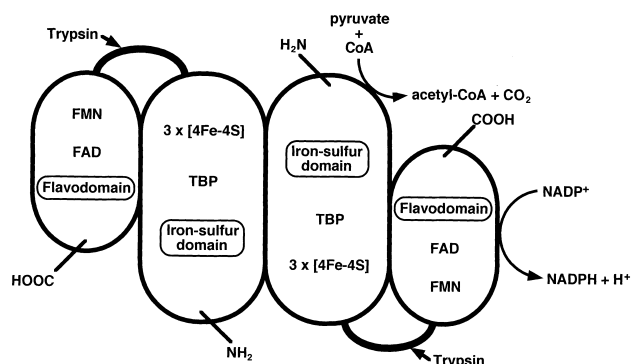 Trypsin
pyruvate
+
CoA
H₂N
acetyl-CoA + CO₂
COOH
FMN
FAD
Flavodomain
HOOC
3 x [4Fe-4S]
TBP
Iron-sulfur
domain
NH₂
Iron-sulfur
domain
TBP
3 x [4Fe-4S]
Flavodomain
FAD
FMN
NADP⁺
NADPH + H⁺
Trypsin